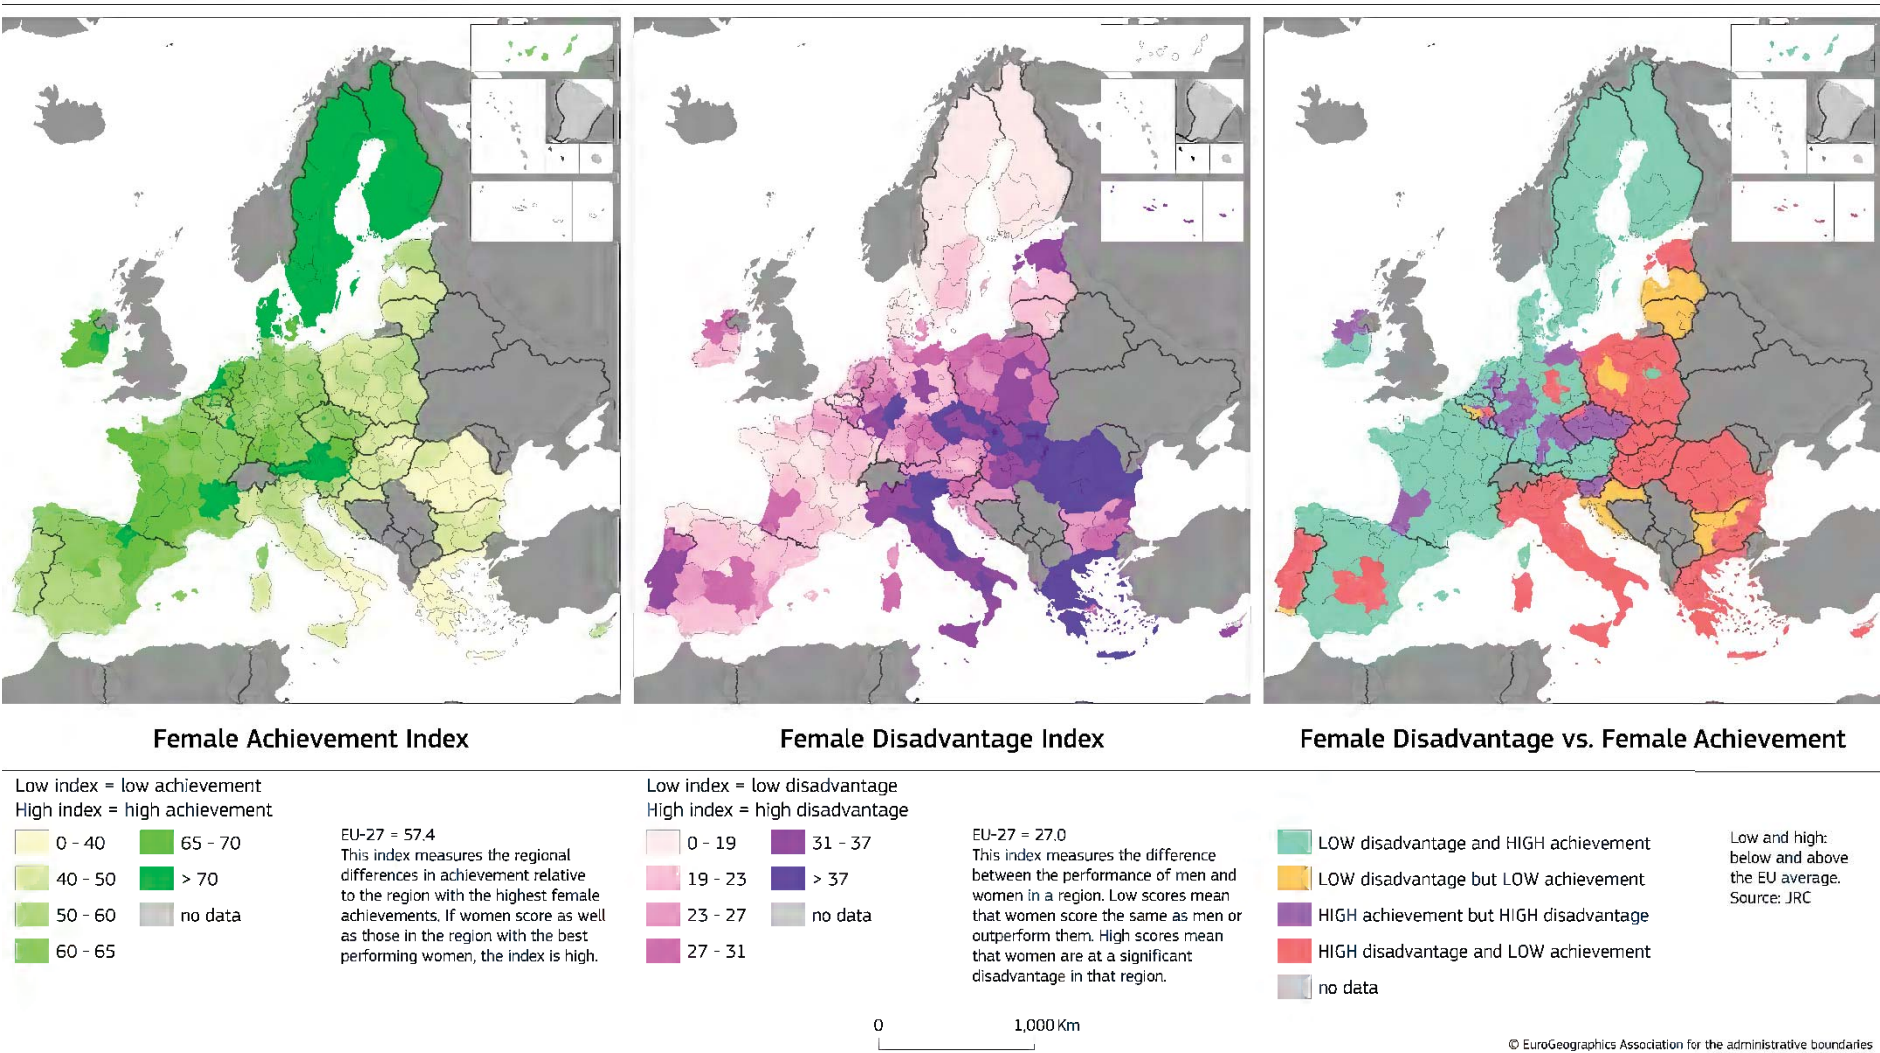 Female Achievement Index
Low index = low achievement
High index = high achievement
0 - 40
40 - 50
50 - 60
60 - 65
65 - 70
> 70
no data
EU-27 = 57.4
This index measures the regional
differences in achievement relative
to the region with the highest female
achievements. If women score as well
as those in the region with the best
performing women, the index is high.
Female Disadvantage Index
Low index = low disadvantage
High index = high disadvantage
0 - 19
19 - 23
23 - 27
27 - 31
31 - 37
> 37
no data
EU-27 = 27.0
This index measures the difference
between the performance of men and
women in a region. Low scores mean
that women score the same as men or
outperform them. High scores mean
that women are at a significant
disadvantage in that region.
Female Disadvantage vs. Female Achievement
LOW disadvantage and HIGH achievement
LOW disadvantage but LOW achievement
HIGH achievement but HIGH disadvantage
HIGH disadvantage and LOW achievement
no data
Low and high:
below and above
the EU average.
Source: JRC
0 1,000 Km
© EuroGeographics Association for the administrative boundaries